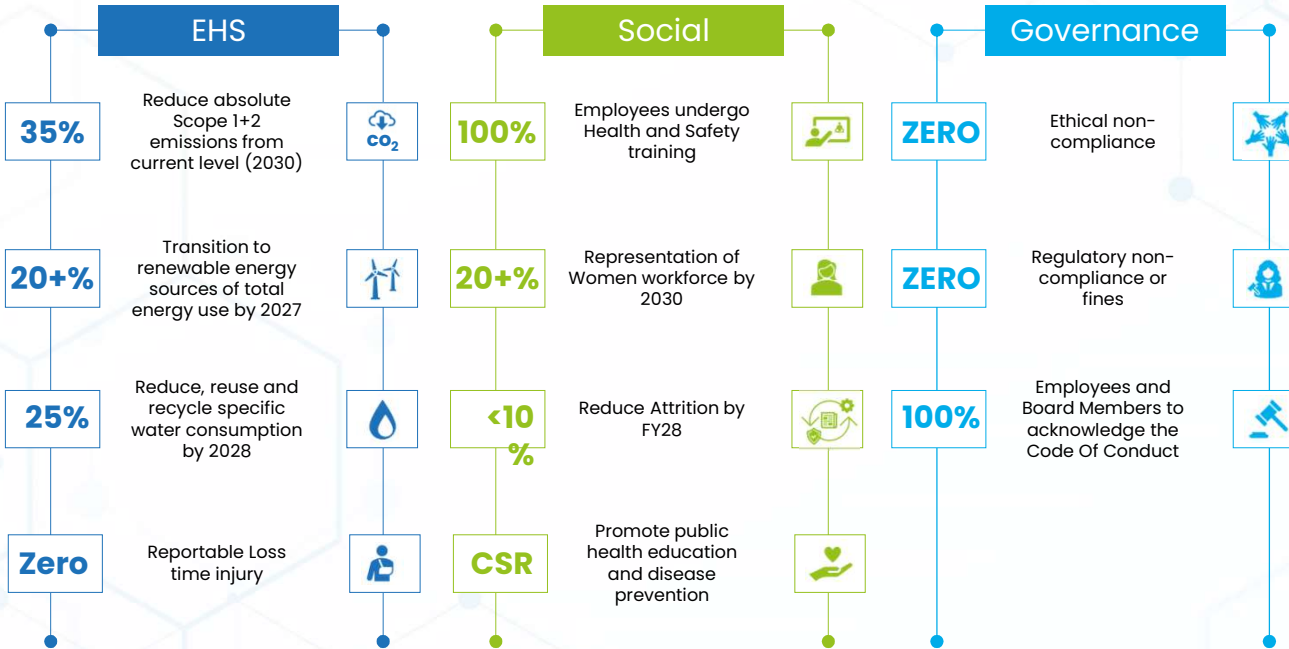 EHS
35%
Reduce absolute
Scope 1+2
emissions from
current level (2030)
CO₂
20+%
Transition to
renewable energy
sources of total
energy use by 2027
25%
Reduce, reuse and
recycle specific
water consumption
by 2028
Zero
Reportable Loss
time injury
Social
100%
Employees undergo
Health and Safety
training
20+%
Representation of
Women workforce by
2030
<10
%
Reduce Attrition by
FY28
CSR
Promote public
health education
and disease
prevention
Governance
ZERO
Ethical non-
compliance
ZERO
Regulatory non-
compliance or
fines
100%
Employees and
Board Members to
acknowledge the
Code Of Conduct